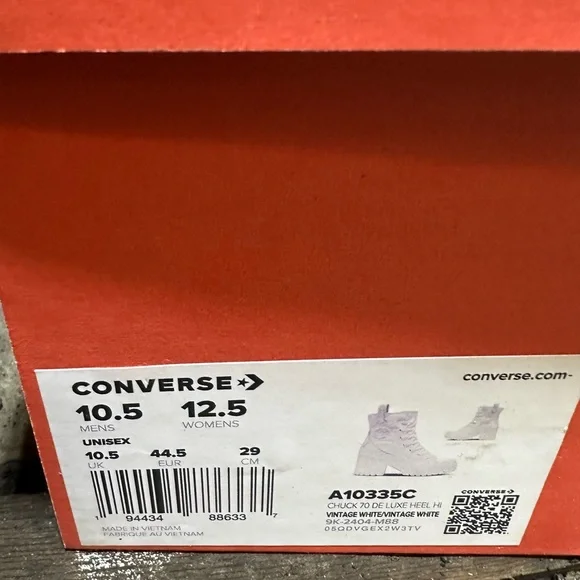 CONVERSE
converse.com-
10.5 12.5
MENS WOMENS
UNISEX
10.5 44.5 29
UK EUR CM
1 94434 88633 7
MADE IN VIETNAM
FABRIQUÉ AU VIETNAM
A10335C
CHUCK 70 DE LUXE HEEL HI
VINTAGE WHITE/VINTAGE WHITE
9K-2404-M88
05QDVGEX2W3TV
CONVERSE